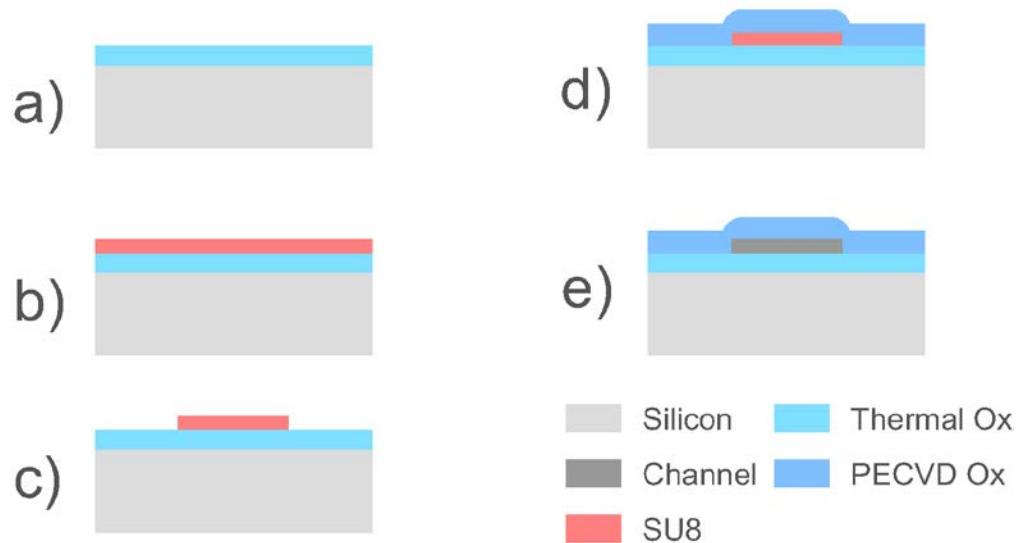 a)
b)
c)
d)
e)
Silicon
Thermal Ox
Channel
PECVD Ox
SU8